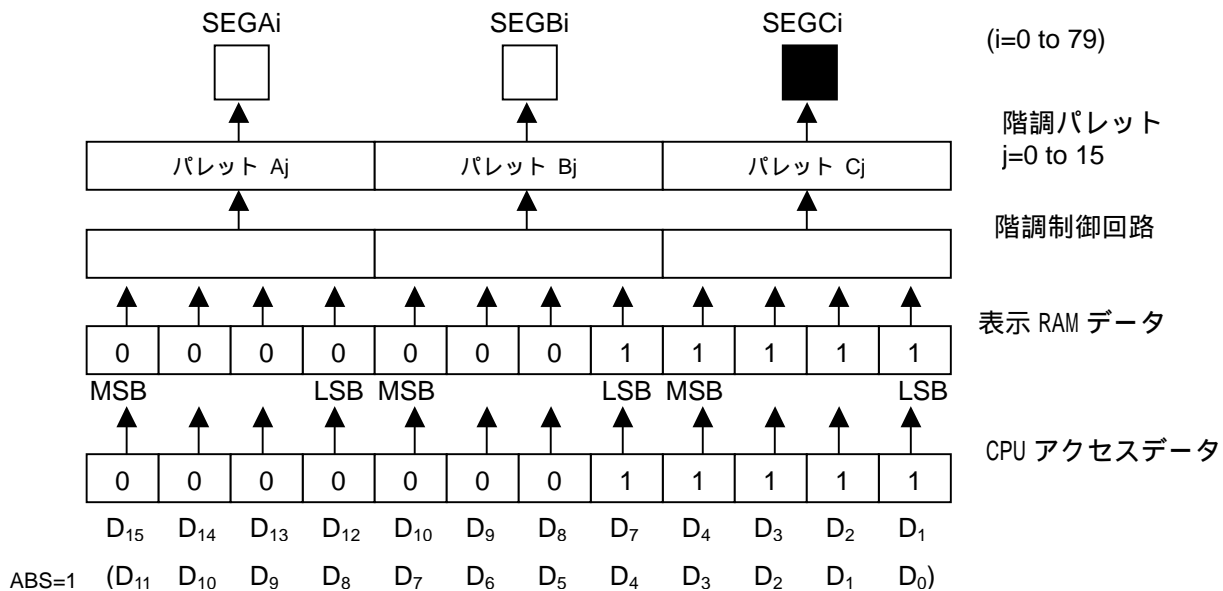 SEGAi SEGBi SEGCi
(i=0 to 79)
階調パレット
j=0 to 15
パレット Aj パレット Bj パレット Cj
階調制御回路
表示 RAM データ
0 0 0 0 0 0 0 1 1 1 1 1
MSB LSB MSB LSB MSB LSB
CPU アクセスデータ
0 0 0 0 0 0 0 1 1 1 1 1
D15 D14 D13 D12 D10 D9 D8 D7 D4 D3 D2 D1
ABS=1 (D11 D10 D9 D8 D7 D6 D5 D4 D3 D2 D1 D0)